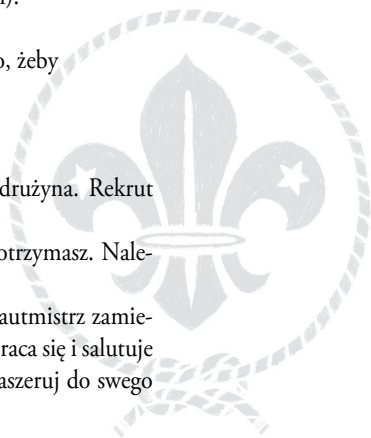 o, żeby
drużyna. Rekrut
otrzymasz. Nale-
autmistrz zamie-
raca się i salutuje
aszeruj do swego